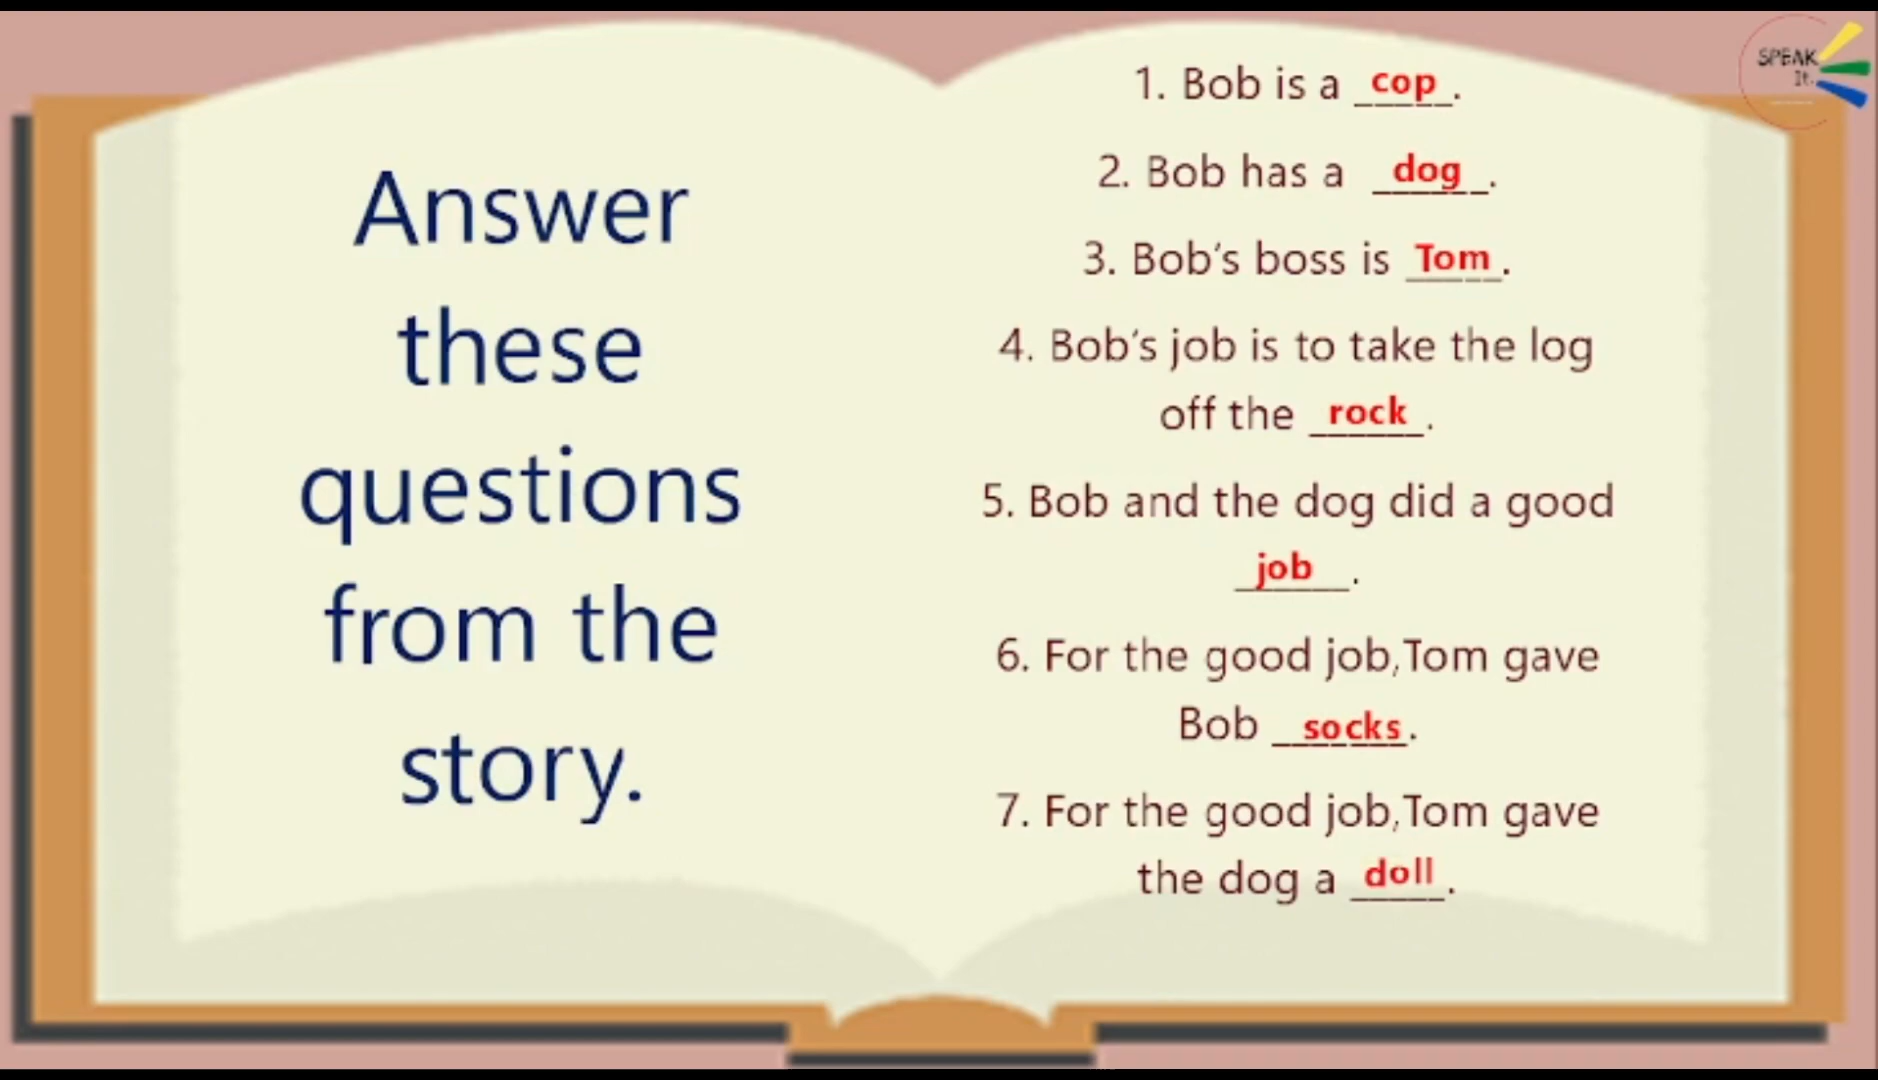 Answer
these
questions
from the
story.
1. Bob is a cop.
2. Bob has a dog.
3. Bob's boss is Tom.
4. Bob's job is to take the log
off the rock.
5. Bob and the dog did a good
job.
6. For the good job,Tom gave
Bob socks.
7. For the good job,Tom gave
the dog a doll.
SPEAK
It.